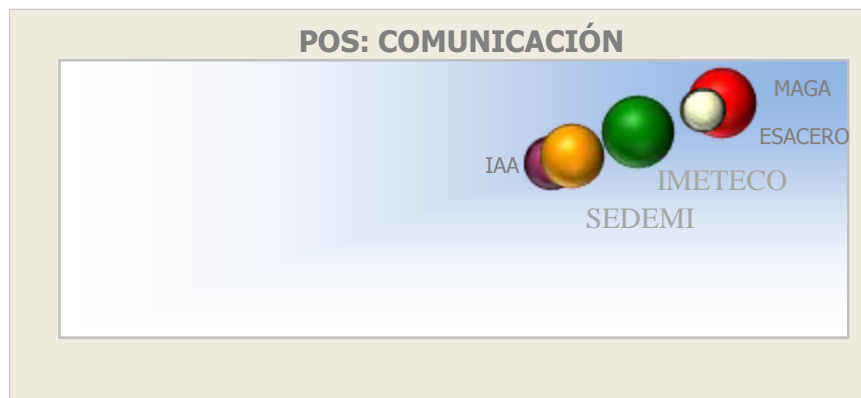 POS: COMUNICACIÓN
MAGA
ESACERO
IAA
IMETECO
SEDEMI